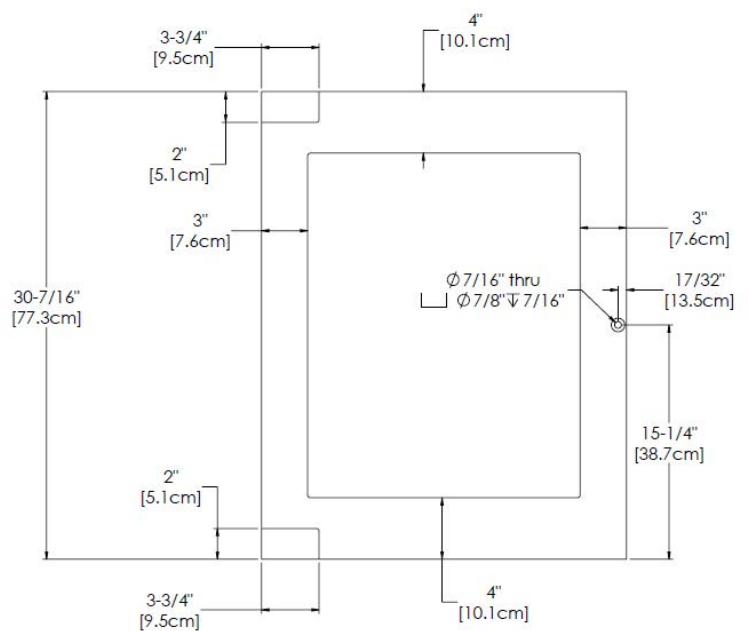 3-3/4"
[9.5cm]
4"
[10.1cm]
2"
[5.1cm]
3"
[7.6cm]
3"
[7.6cm]
30-7/16"
[77.3cm]
∅7/16" thru
⌴ ∅7/8"↧7/16"
17/32"
[13.5cm]
15-1/4"
[38.7cm]
2"
[5.1cm]
3-3/4"
[9.5cm]
4"
[10.1cm]